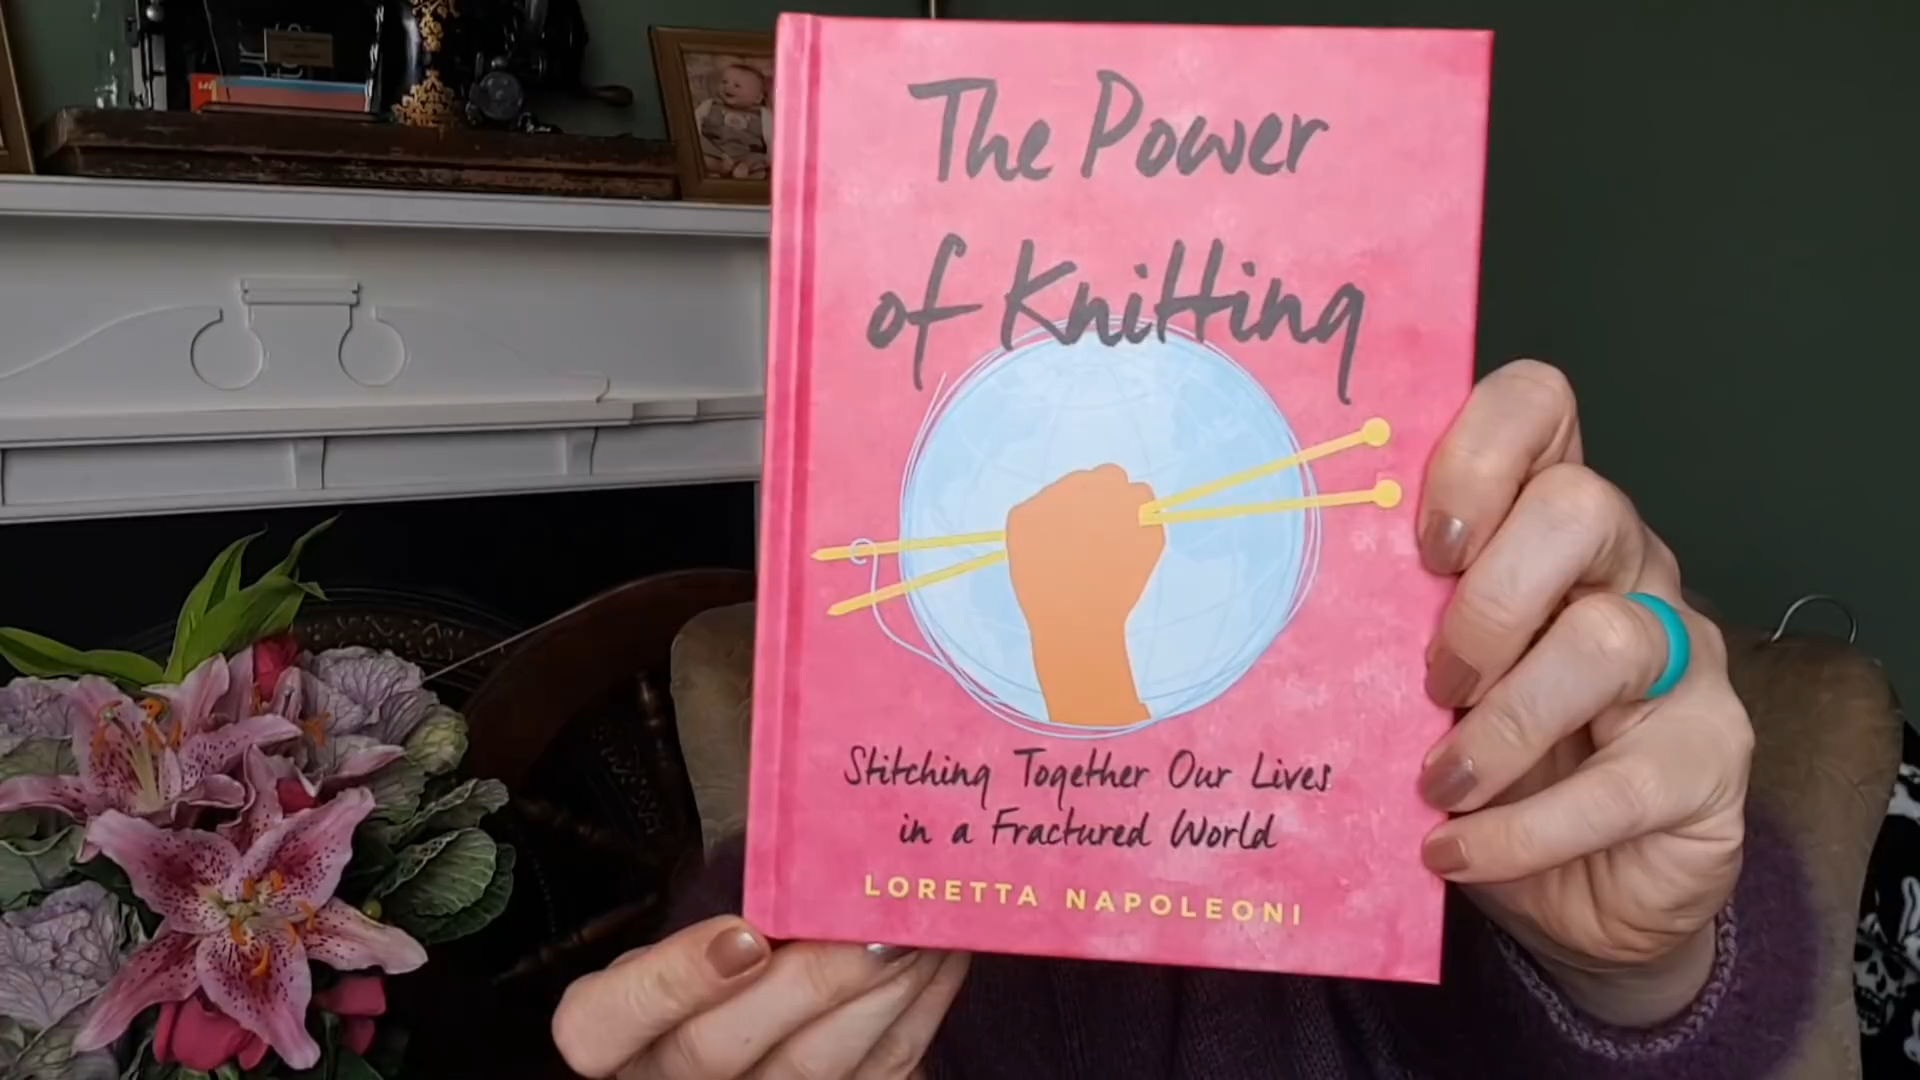 The Power
of Knitting
Stitching Together Our Lives
in a Fractured World
LORETTA NAPOLEONI